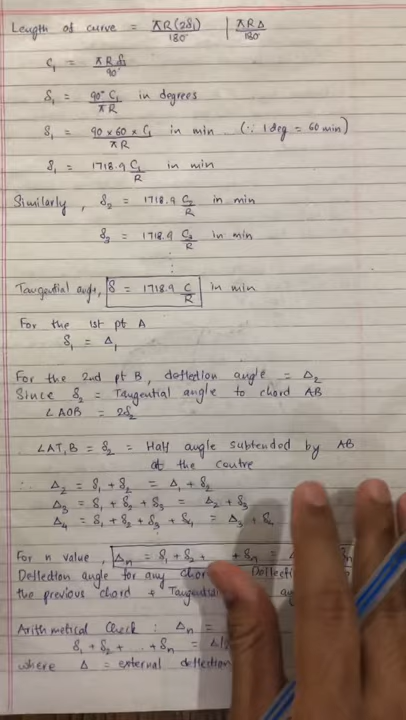 Length of curve = πR(2δ₁)/180° | πRΔ/180°
C₁ = πRδ₁/90°
δ₁ = 90° C₁/πR in degrees
δ₁ = 90 × 60 × C₁/πR in min (∵ 1 deg = 60 min)
δ₁ = 1718.9 C₁/R in min
Similarly, δ₂ = 1718.9 C₂/R in min
δ₃ = 1718.9 C₃/R in min
⋮
Tangential angle, δ = 1718.9 C/R in min
For the 1st pt A
δ₁ = Δ₁
For the 2nd pt B, deflection angle = Δ₂
Since δ₂ = Tangential angle to chord AB
∠AOB = 2δ₂
∠AT₁B = δ₂ = Half angle subtended by AB
at the centre
∴ Δ₂ = δ₁ + δ₂ = Δ₁ + δ₂
Δ₃ = δ₁ + δ₂ + δ₃ = Δ₂ + δ₃
Δ₄ = δ₁ + δ₂ + δ₃ + δ₄ = Δ₃ + δ₄
For n value, Δₙ = δ₁ + δ₂ + .. + δₙ = δₙ
Deflection angle for any chord
the previous chord +
Arithmetical Check : Δₙ =
δ₁ + δ₂ + .. + δₙ =
where Δ = external deflection